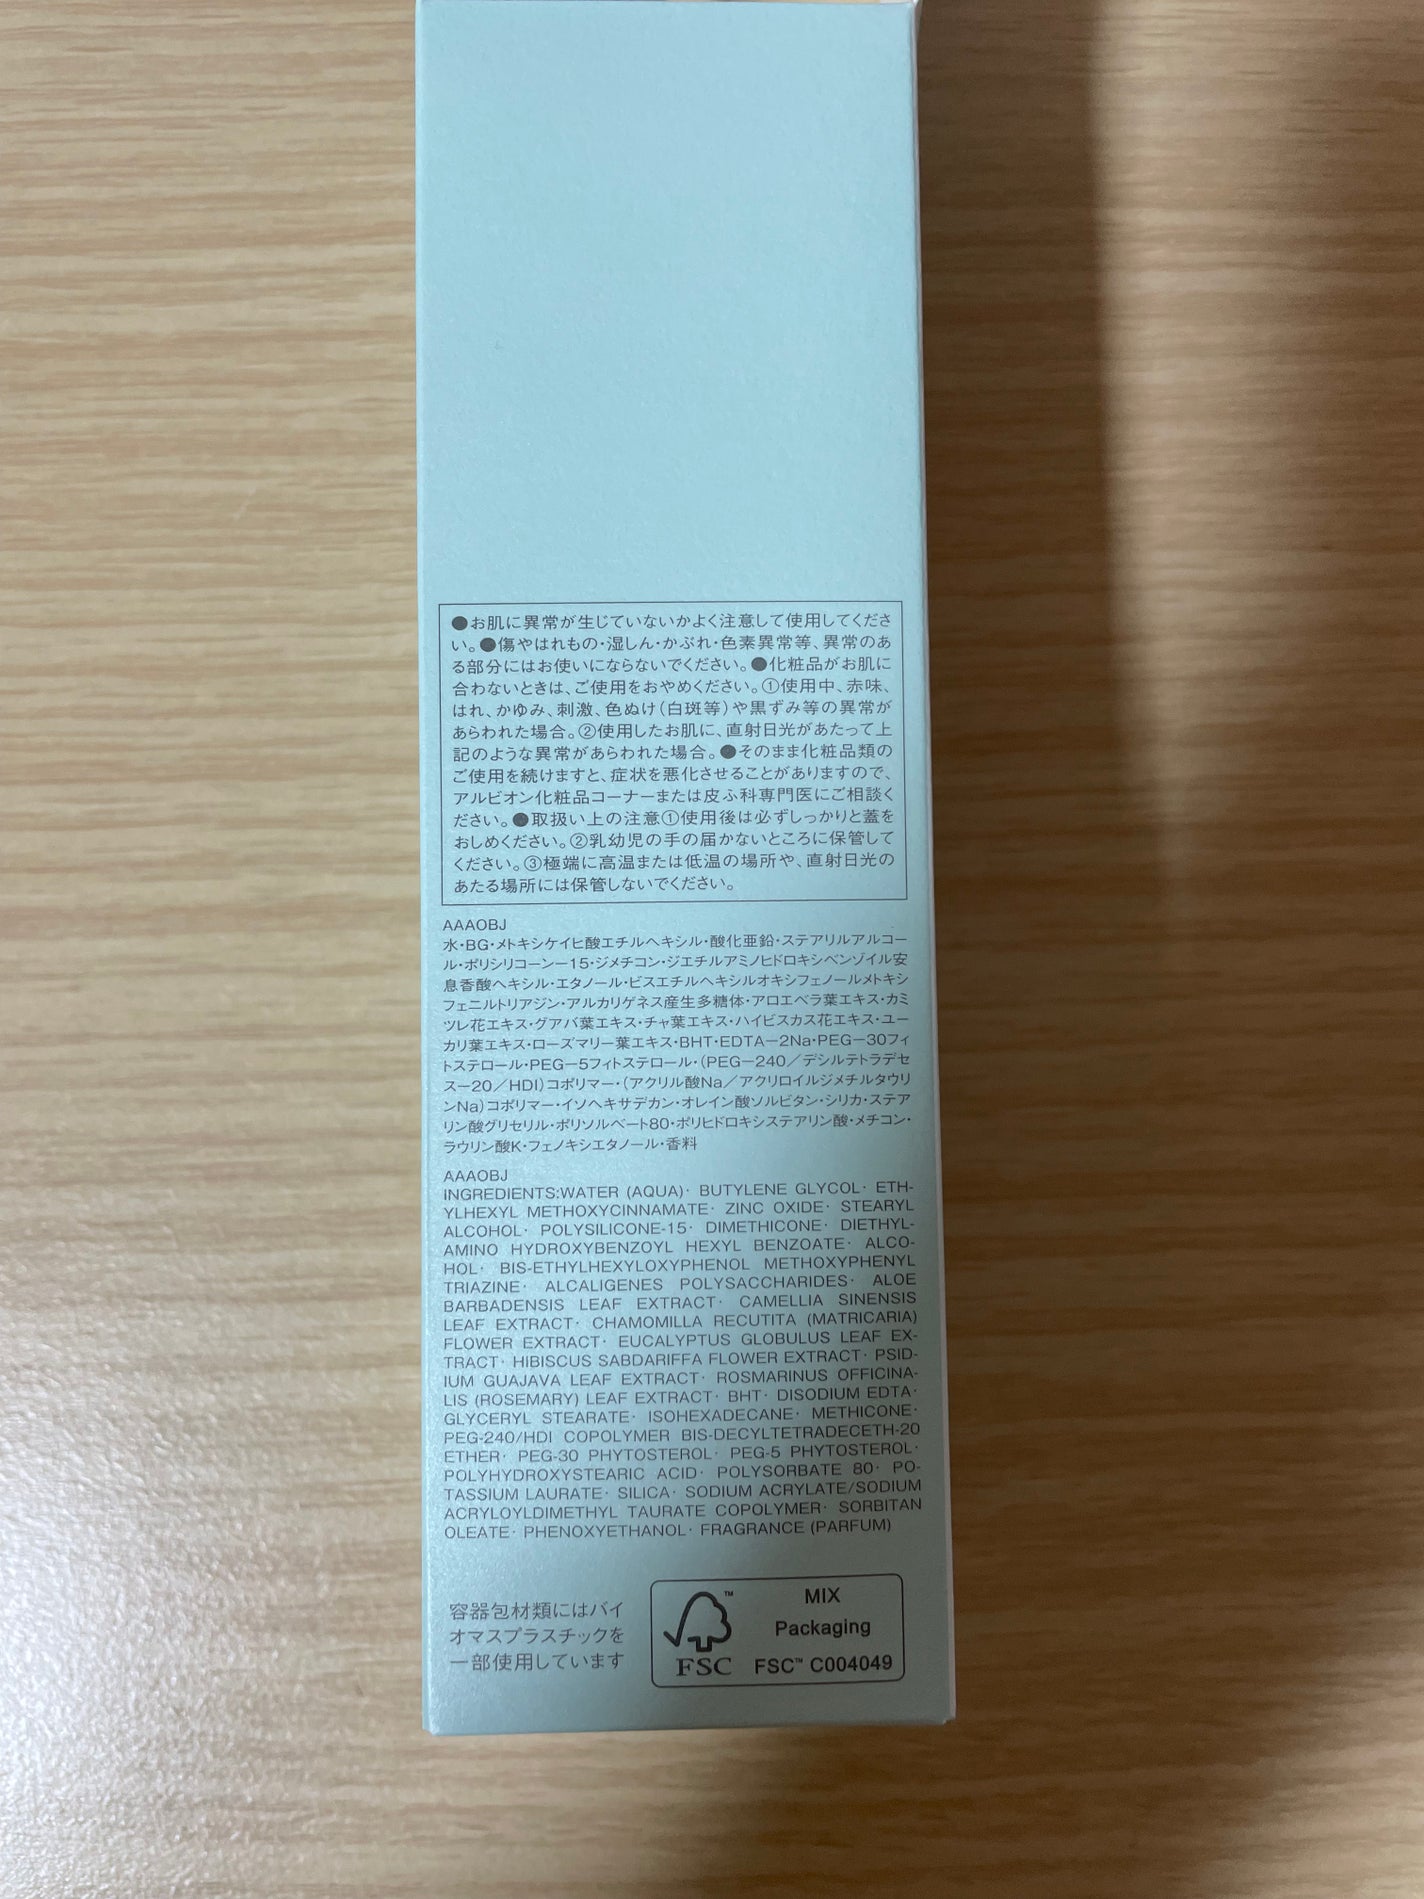 ●お肌に異常が生じていないかよく注意して使用してくださ
い。●傷やはれもの・湿しん・かぶれ・色素異常等、異常のあ
る部分にはお使いにならないでください。●化粧品がお肌に
合わないときは、ご使用をおやめください。①使用中、赤味、
はれ、かゆみ、刺激、色ぬけ（白斑等）や黒ずみ等の異常が
あらわれた場合。②使用したお肌に、直射日光があたって上
記のような異常があらわれた場合。●そのまま化粧品類の
ご使用を続けますと、症状を悪化させることがありますので、
アルビオン化粧品コーナーまたは皮ふ科専門医にご相談く
ださい。●取扱い上の注意①使用後は必ずしっかりと蓋を
おしめください。②乳幼児の手の届かないところに保管して
ください。③極端に高温または低温の場所や、直射日光の
あたる場所には保管しないでください。
AAAOBJ
水・BG・メトキシケイヒ酸エチルヘキシル・酸化亜鉛・ステアリルアルコー
ル・ポリシリコーン－15・ジメチコン・ジエチルアミノヒドロキシベンゾイル安
息香酸ヘキシル・エタノール・ビスエチルヘキシルオキシフェノールメトキシ
フェニルトリアジン・アルカリゲネス産生多糖体・アロエベラ葉エキス・カミ
ツレ花エキス・グアバ葉エキス・チャ葉エキス・ハイビスカス花エキス・ユー
カリ葉エキス・ローズマリー葉エキス・BHT・EDTA－2Na・PEG－30フィ
トステロール・PEG－5フィトステロール・（PEG－240／デシルテトラデセ
ス－20／HDI）コポリマー・（アクリル酸Na／アクリロイルジメチルタウリ
ンNa）コポリマー・イソヘキサデカン・オレイン酸ソルビタン・シリカ・ステア
リン酸グリセリル・ポリソルベート80・ポリヒドロキシステアリン酸・メチコン・
ラウリン酸K・フェノキシエタノール・香料
AAAOBJ
INGREDIENTS:WATER (AQUA)· BUTYLENE GLYCOL· ETH-
YLHEXYL METHOXYCINNAMATE· ZINC OXIDE· STEARYL
ALCOHOL· POLYSILICONE-15· DIMETHICONE· DIETHYL-
AMINO HYDROXYBENZOYL HEXYL BENZOATE· ALCO-
HOL· BIS-ETHYLHEXYLOXYPHENOL METHOXYPHENYL
TRIAZINE· ALCALIGENES POLYSACCHARIDES· ALOE
BARBADENSIS LEAF EXTRACT· CAMELLIA SINENSIS
LEAF EXTRACT· CHAMOMILLA RECUTITA (MATRICARIA)
FLOWER EXTRACT· EUCALYPTUS GLOBULUS LEAF EX-
TRACT· HIBISCUS SABDARIFFA FLOWER EXTRACT· PSID-
IUM GUAJAVA LEAF EXTRACT· ROSMARINUS OFFICINA-
LIS (ROSEMARY) LEAF EXTRACT· BHT· DISODIUM EDTA·
GLYCERYL STEARATE· ISOHEXADECANE· METHICONE·
PEG-240/HDI COPOLYMER BIS-DECYLTETRADECETH-20
ETHER· PEG-30 PHYTOSTEROL· PEG-5 PHYTOSTEROL·
POLYHYDROXYSTEARIC ACID· POLYSORBATE 80· PO-
TASSIUM LAURATE· SILICA· SODIUM ACRYLATE/SODIUM
ACRYLOYLDIMETHYL TAURATE COPOLYMER· SORBITAN
OLEATE· PHENOXYETHANOL· FRAGRANCE (PARFUM)
容器包材類にはバイ
オマスプラスチックを
一部使用しています
™
FSC
MIX
Packaging
FSC™ C004049